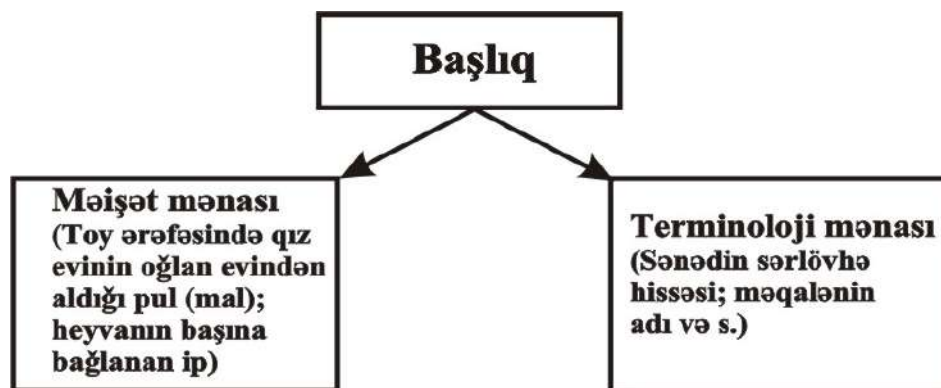 Başlıq
Məişət mənası
(Toy ərəfəsində qız
evinin oğlan evindən
aldığı pul (mal);
heyvanın başına
bağlanan ip)
Terminoloji mənası
(Sənədin sərlövhə
hissəsi; məqalənin
adı və s.)